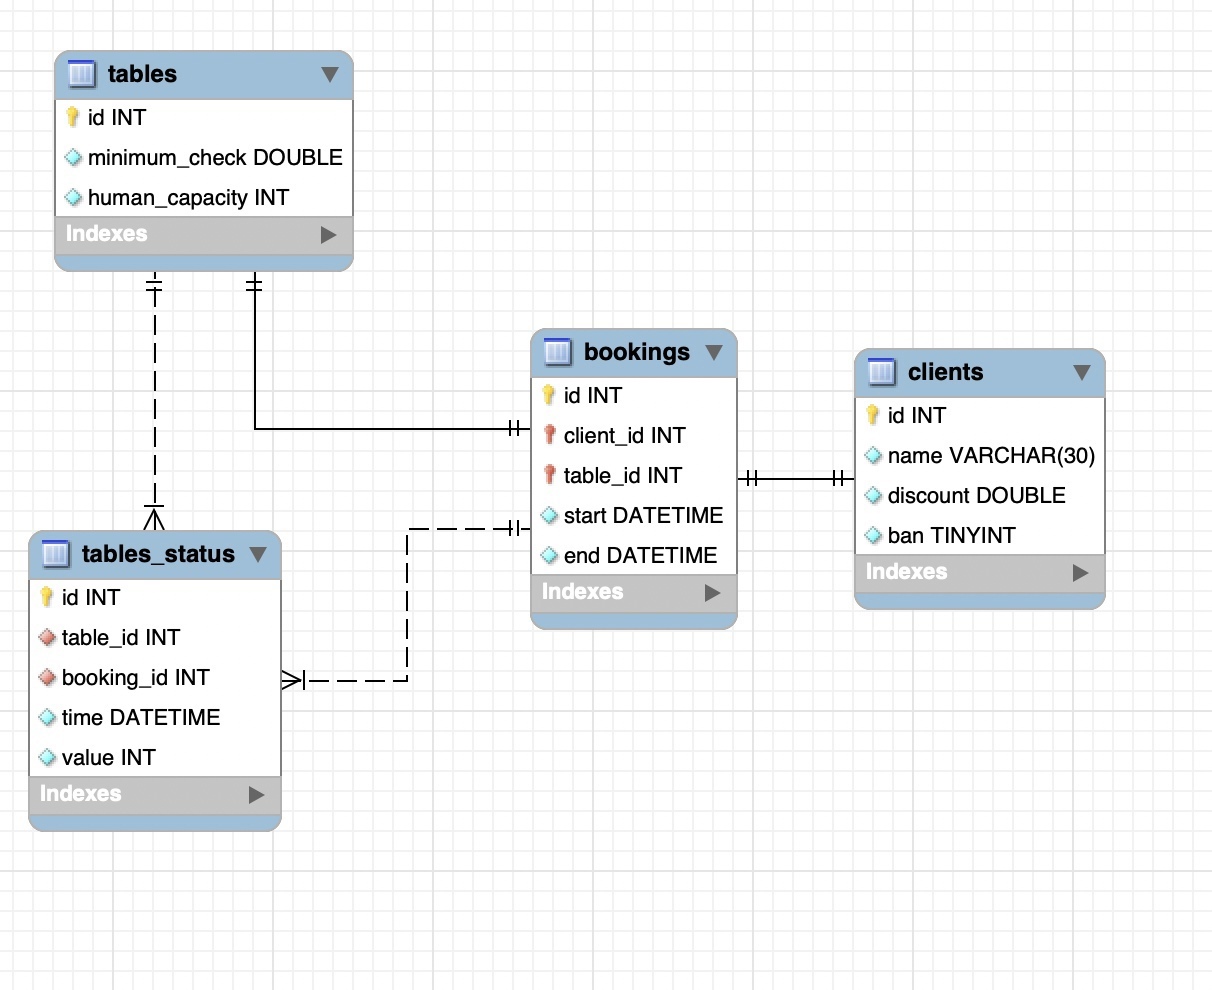 tables
id INT
minimum_check DOUBLE
human_capacity INT
Indexes
bookings
id INT
client_id INT
table_id INT
start DATETIME
end DATETIME
Indexes
clients
id INT
name VARCHAR(30)
discount DOUBLE
ban TINYINT
Indexes
tables_status
id INT
table_id INT
booking_id INT
time DATETIME
value INT
Indexes